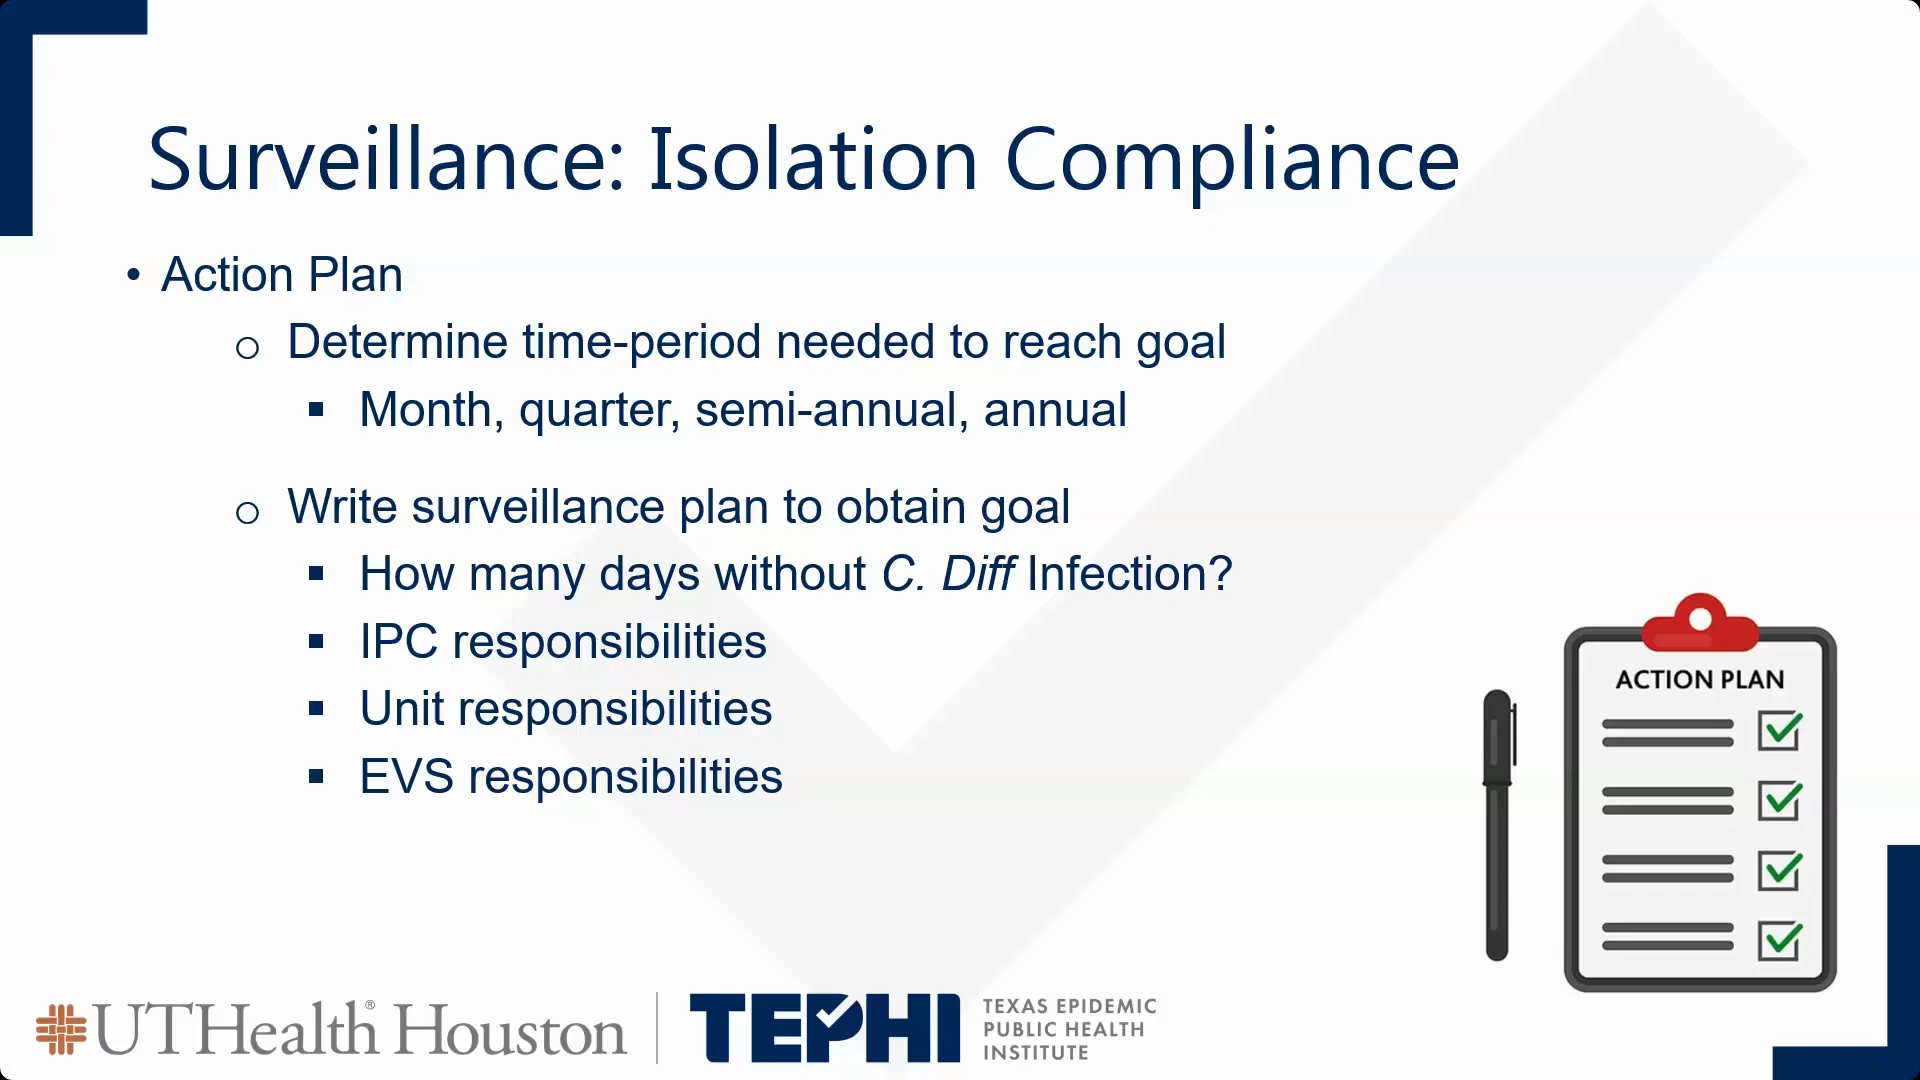 Surveillance: Isolation Compliance
• Action Plan
o Determine time-period needed to reach goal
▪ Month, quarter, semi-annual, annual
o Write surveillance plan to obtain goal
▪ How many days without C. Diff Infection?
▪ IPC responsibilities
▪ Unit responsibilities
▪ EVS responsibilities
ACTION PLAN
UTHealth® Houston
TEPHI
TEXAS EPIDEMIC
PUBLIC HEALTH
INSTITUTE